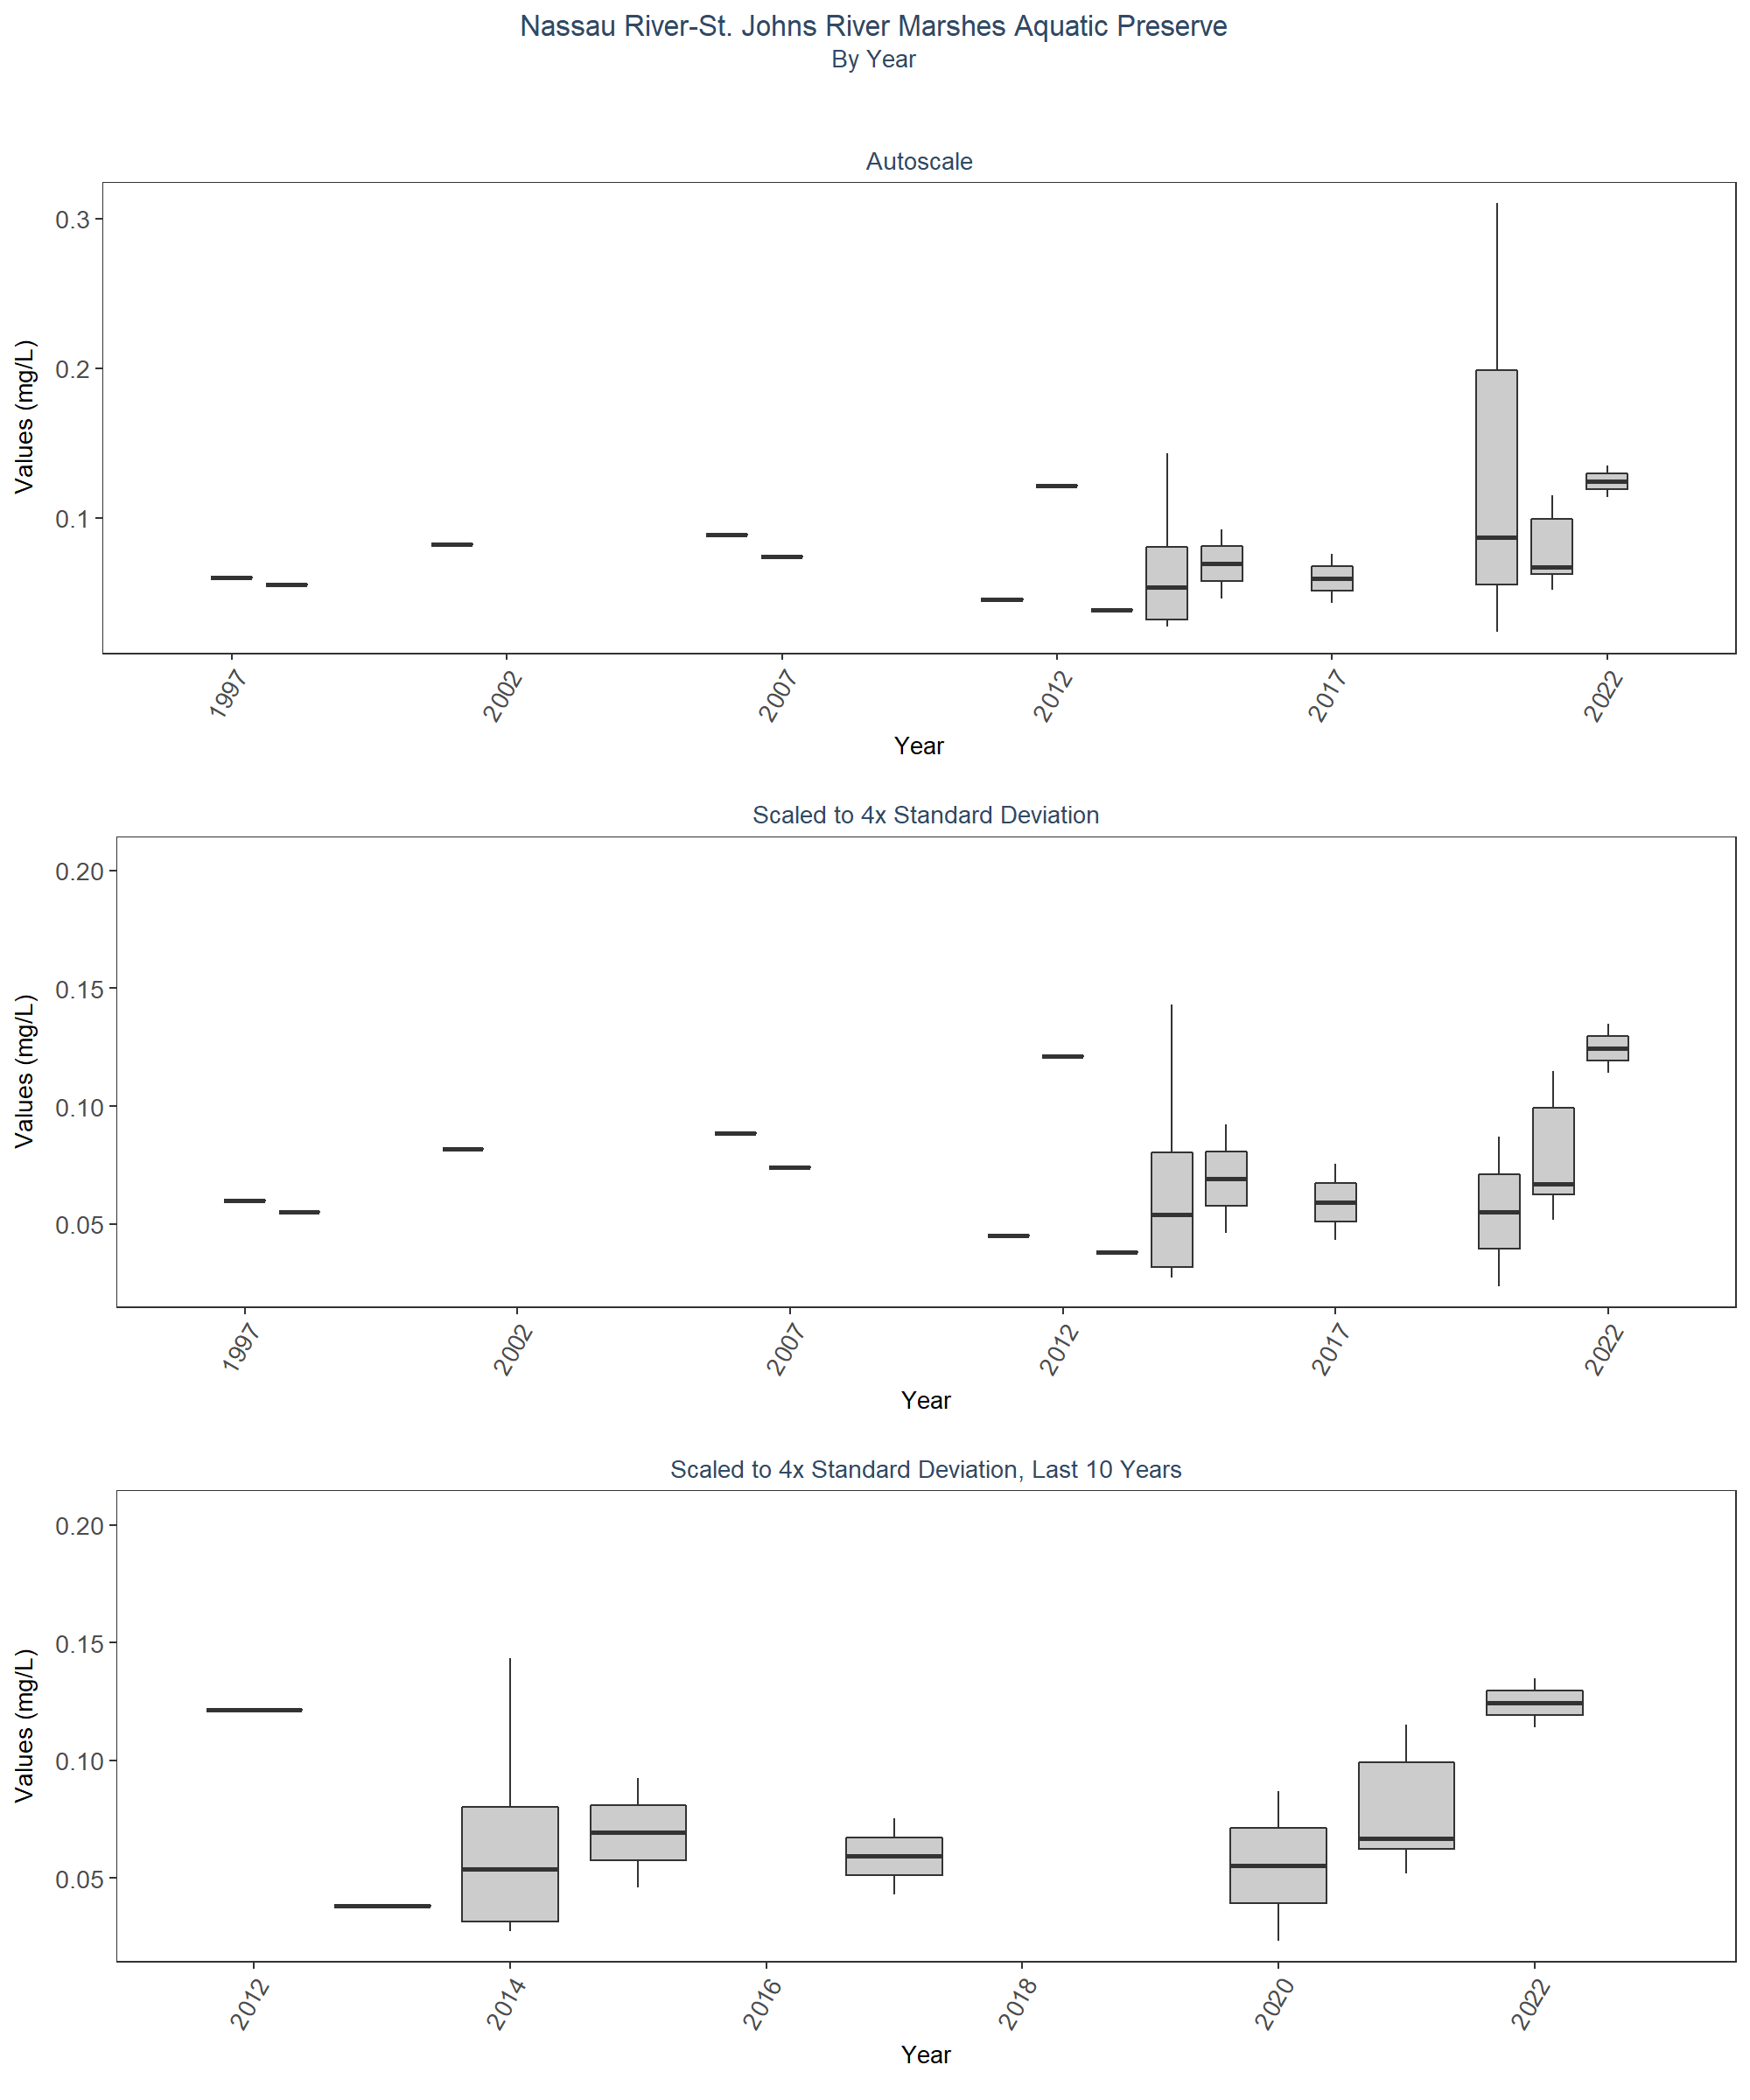 Nassau River-St. Johns River Marshes Aquatic Preserve
By Year
Autoscale
Values (mg/L)
0.3
0.2
0.1
1997 2002 2007 2012 2017 2022
Year
Scaled to 4x Standard Deviation
Values (mg/L)
0.20
0.15
0.10
0.05
1997 2002 2007 2012 2017 2022
Year
Scaled to 4x Standard Deviation, Last 10 Years
Values (mg/L)
0.20
0.15
0.10
0.05
2012 2014 2016 2018 2020 2022
Year